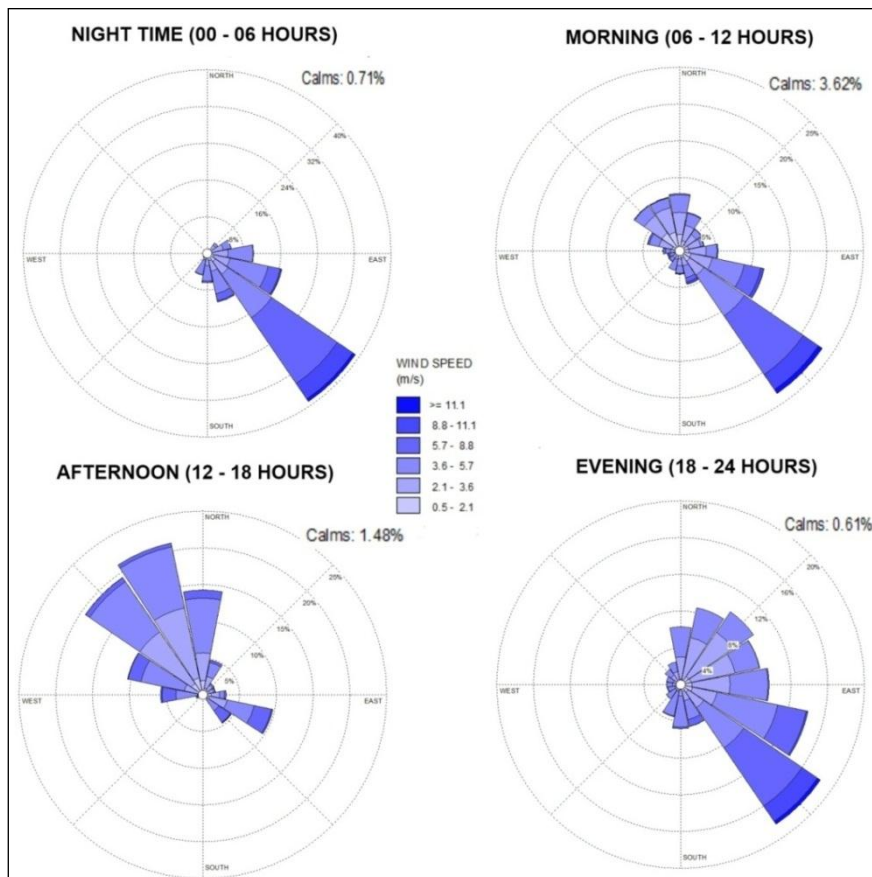 NIGHT TIME (00 - 06 HOURS)
Calms: 0.71%
NORTH
40%
32%
24%
16%
8%
WEST
EAST
SOUTH
MORNING (06 - 12 HOURS)
Calms: 3.62%
NORTH
25%
20%
15%
10%
5%
WEST
EAST
SOUTH
WIND SPEED
(m/s)
>= 11.1
8.8 - 11.1
5.7 - 8.8
3.6 - 5.7
2.1 - 3.6
0.5 - 2.1
AFTERNOON (12 - 18 HOURS)
Calms: 1.48%
NORTH
25%
20%
15%
10%
5%
WEST
EAST
SOUTH
EVENING (18 - 24 HOURS)
Calms: 0.61%
NORTH
20%
16%
12%
8%
4%
WEST
EAST
SOUTH